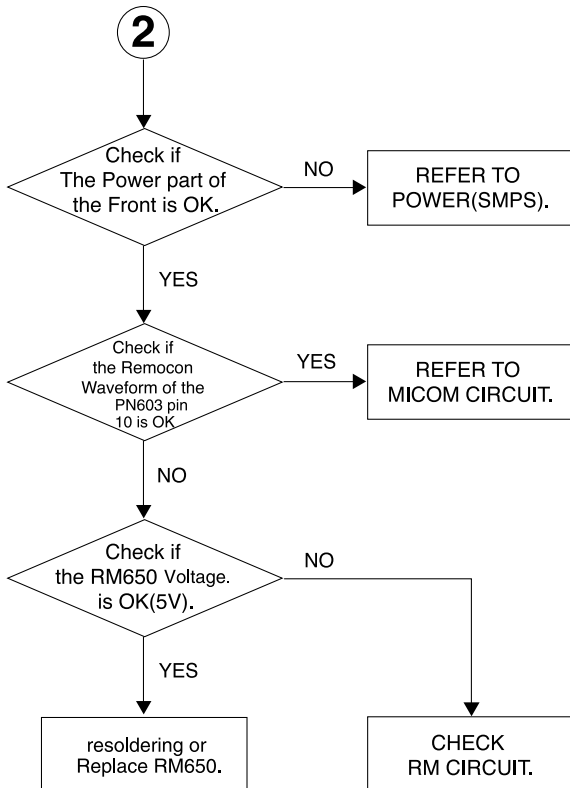 2
Check if
The Power part of
the Front is OK.
NO
REFER TO
POWER(SMPS).
YES
Check if
the Remocon
Waveform of the
PN603 pin
10 is OK
YES
REFER TO
MICOM CIRCUIT.
NO
Check if
the RM650 Voltage.
is OK(5V).
NO
YES
resoldering or
Replace RM650.
CHECK
RM CIRCUIT.